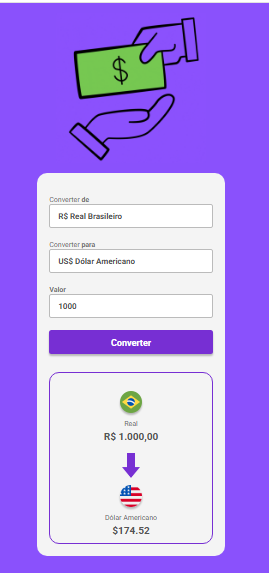 $
Converter de
R$ Real Brasileiro
Converter para
US$ Dólar Americano
Valor
1000
Converter
Real
R$ 1.000,00
Dólar Americano
$174.52